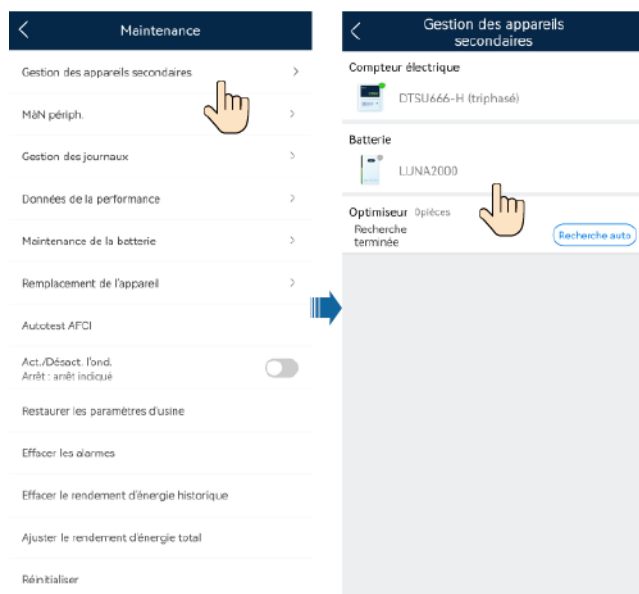 Maintenance
Gestion des appareils secondaires
MàN périph.
Gestion des journaux
Données de la performance
Maintenance de la batterie
Remplacement de l'appareil
Autotest AFCI
Act./Désact. l'ond.
Arrêt : arrêt indiqué
Restaurer les paramètres d'usine
Effacer les alarmes
Effacer le rendement d'énergie historique
Ajuster le rendement d'énergie total
Réinitialiser
Gestion des appareils
secondaires
Compteur électrique
DTSU666-H (triphasé)
Batterie
LUNA2000
Optimiseur 0pièces
Recherche
terminée
Recherche auto